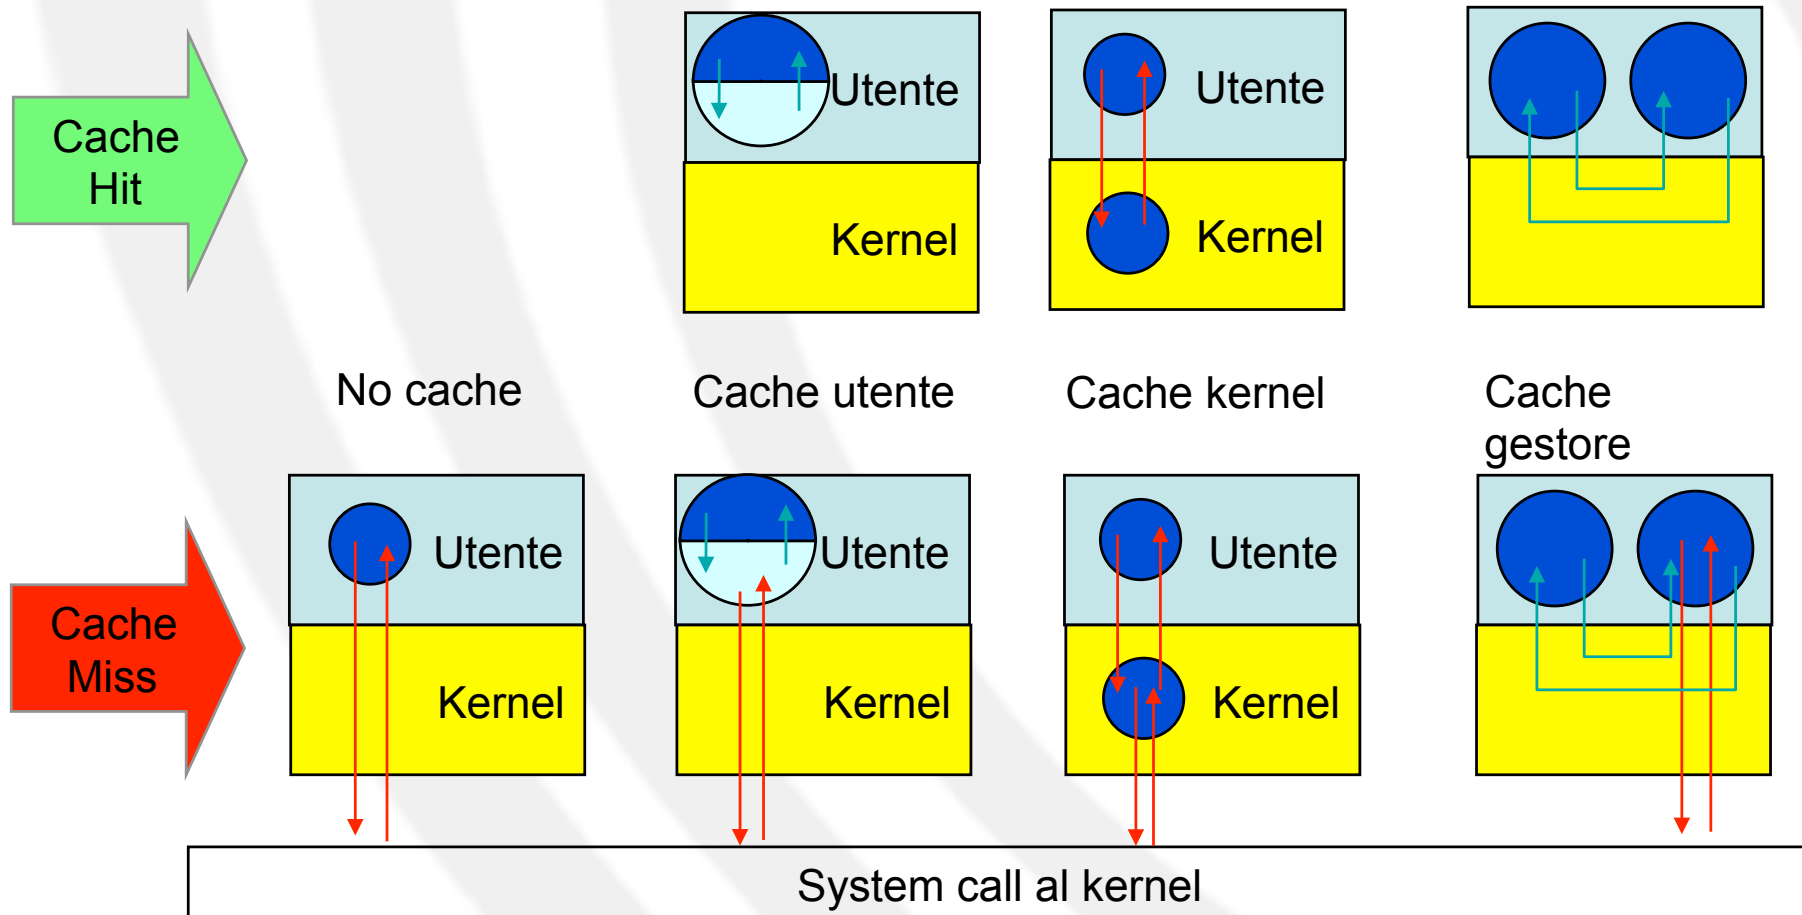 Cache
Hit
Utente
Kernel
Utente
Kernel
No cache
Cache utente
Cache kernel
Cache
gestore
Cache
Miss
Utente
Kernel
Utente
Kernel
Utente
Kernel
System call al kernel